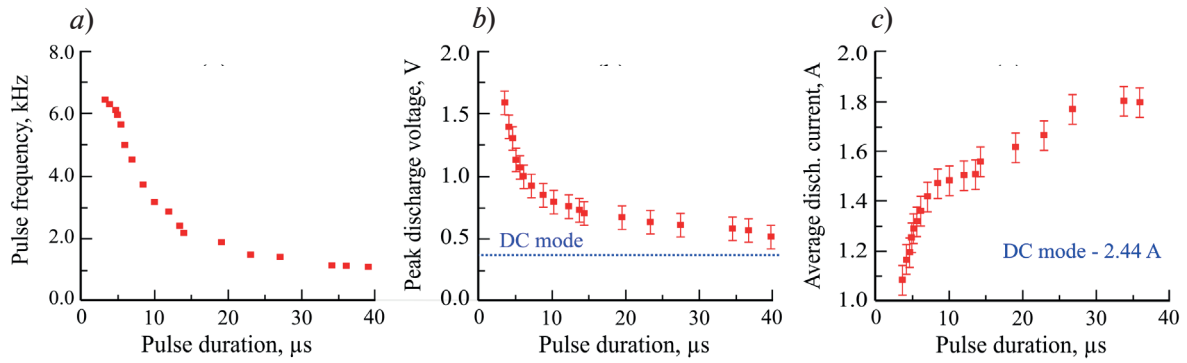 a)
Pulse frequency, kHz
8.0
6.0
4.0
2.0
0.0
0 10 20 30 40
Pulse duration, µs
b)
Peak discharge voltage, V
2.0
1.5
1.0
0.5
0.0
DC mode
0 10 20 30 40
Pulse duration, µs
c)
Average disch. current, A
2.0
1.8
1.6
1.4
1.2
1.0
DC mode - 2.44 A
0 10 20 30 40
Pulse duration, µs